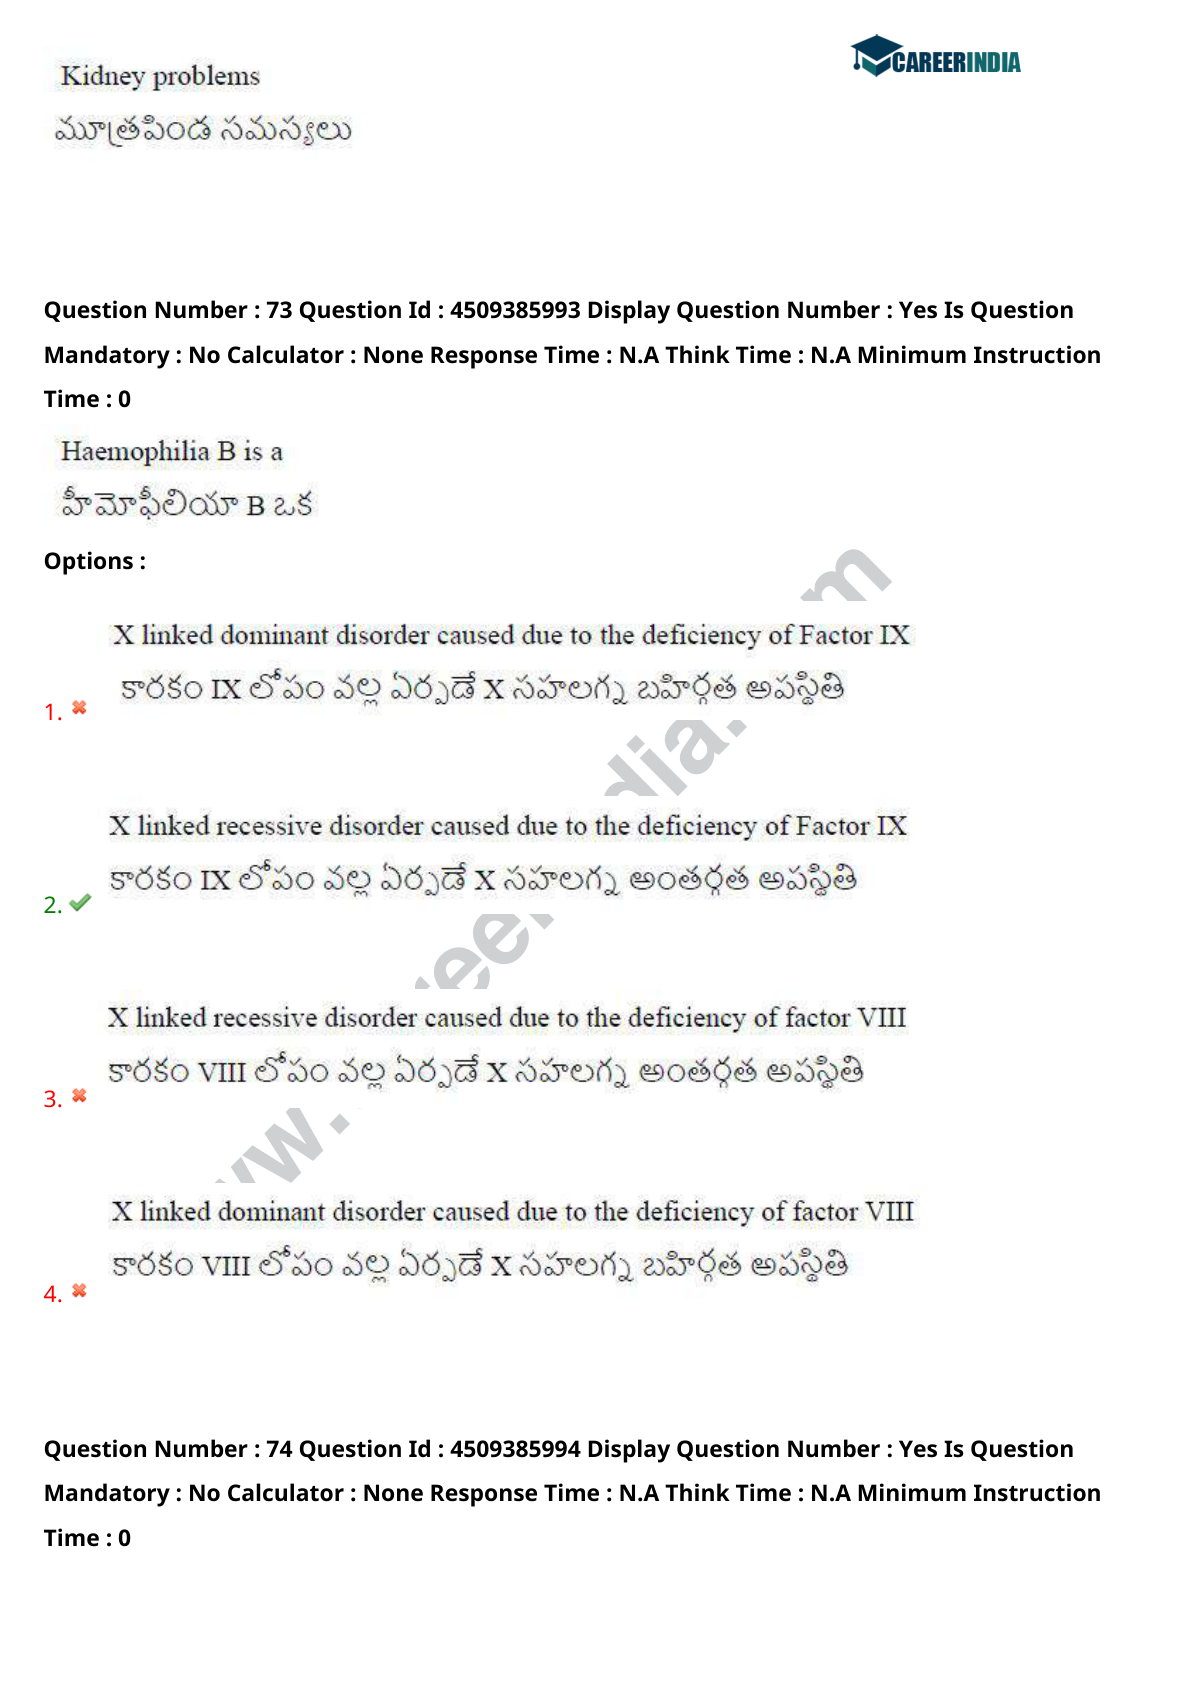 CAREERINDIA
Kidney problems
మూత్రపిండ సమస్యలు
Question Number : 73 Question Id : 4509385993 Display Question Number : Yes Is Question
Mandatory : No Calculator : None Response Time : N.A Think Time : N.A Minimum Instruction
Time : 0
Haemophilia B is a
హీమోఫీలియా B ఒక
Options :
X linked dominant disorder caused due to the deficiency of Factor IX
కారకం IX లోపం వల్ల ఏర్పడే X సహలగ్న బహిర్గత అపస్థితి
1.
X linked recessive disorder caused due to the deficiency of Factor IX
కారకం IX లోపం వల్ల ఏర్పడే X సహలగ్న అంతర్గత అపస్థితి
2.
X linked recessive disorder caused due to the deficiency of factor VIII
కారకం VIII లోపం వల్ల ఏర్పడే X సహలగ్న అంతర్గత అపస్థితి
3.
X linked dominant disorder caused due to the deficiency of factor VIII
కారకం VIII లోపం వల్ల ఏర్పడే X సహలగ్న బహిర్గత అపస్థితి
4.
Question Number : 74 Question Id : 4509385994 Display Question Number : Yes Is Question
Mandatory : No Calculator : None Response Time : N.A Think Time : N.A Minimum Instruction
Time : 0